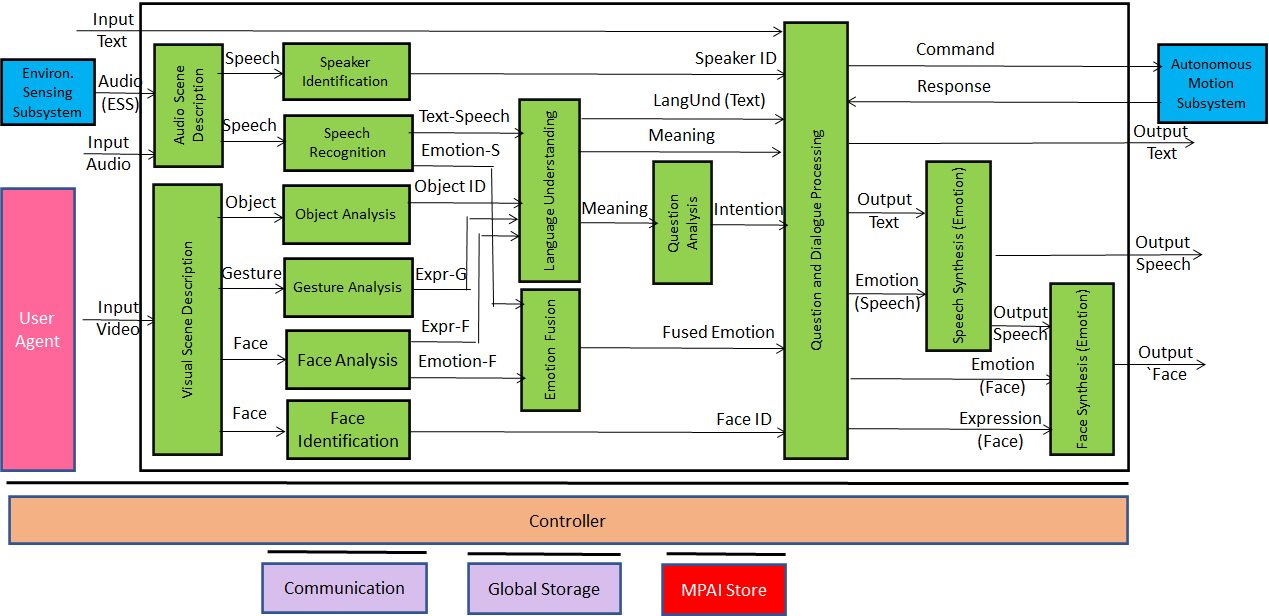 Input
Text
Environ.
Sensing
Subsystem
Audio
(ESS)
Input
Audio
Audio Scene
Description
Speech
Speech
Speaker
Identification
Speech
Recognition
Speaker ID
Text-Speech
Emotion-S
Object
Object Analysis
Object ID
Gesture
Gesture Analysis
Expr-G
User
Agent
Input
Video
Visual Scene Description
Face
Face Analysis
Expr-F
Emotion-F
Face
Face
Identification
Face ID
Language Understanding
LangUnd (Text)
Meaning
Meaning
Question
Analysis
Intention
Emotion Fusion
Fused Emotion
Question and Dialogue Processing
Command
Response
Autonomous
Motion
Subsystem
Output
Text
Output
Text
Emotion
(Speech)
Speech Synthesis (Emotion)
Output
Speech
Output
Speech
Emotion
(Face)
Expression
(Face)
Face Synthesis (Emotion)
Output
`Face
Controller
Communication
Global Storage
MPAI Store